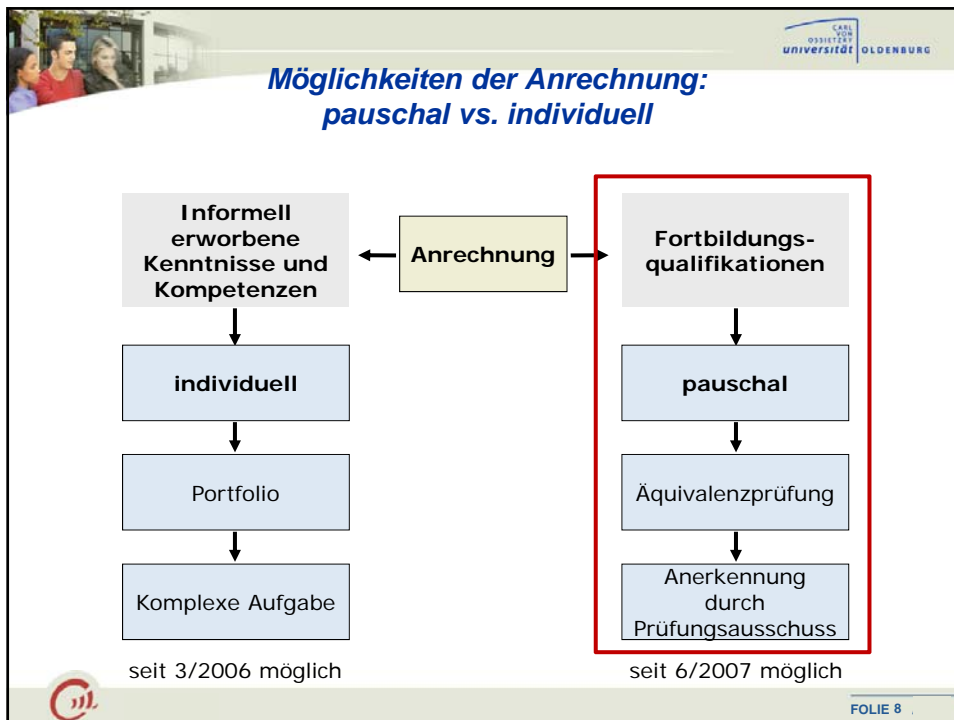 CARL
VON
OSSIETZKY
universität OLDENBURG
Möglichkeiten der Anrechnung:
pauschal vs. individuell
Informell
erworbene
Kenntnisse und
Kompetenzen
Anrechnung
Fortbildungs-
qualifikationen
individuell
pauschal
Portfolio
Äquivalenzprüfung
Komplexe Aufgabe
Anerkennung
durch
Prüfungsausschuss
seit 3/2006 möglich
seit 6/2007 möglich
FOLIE 8